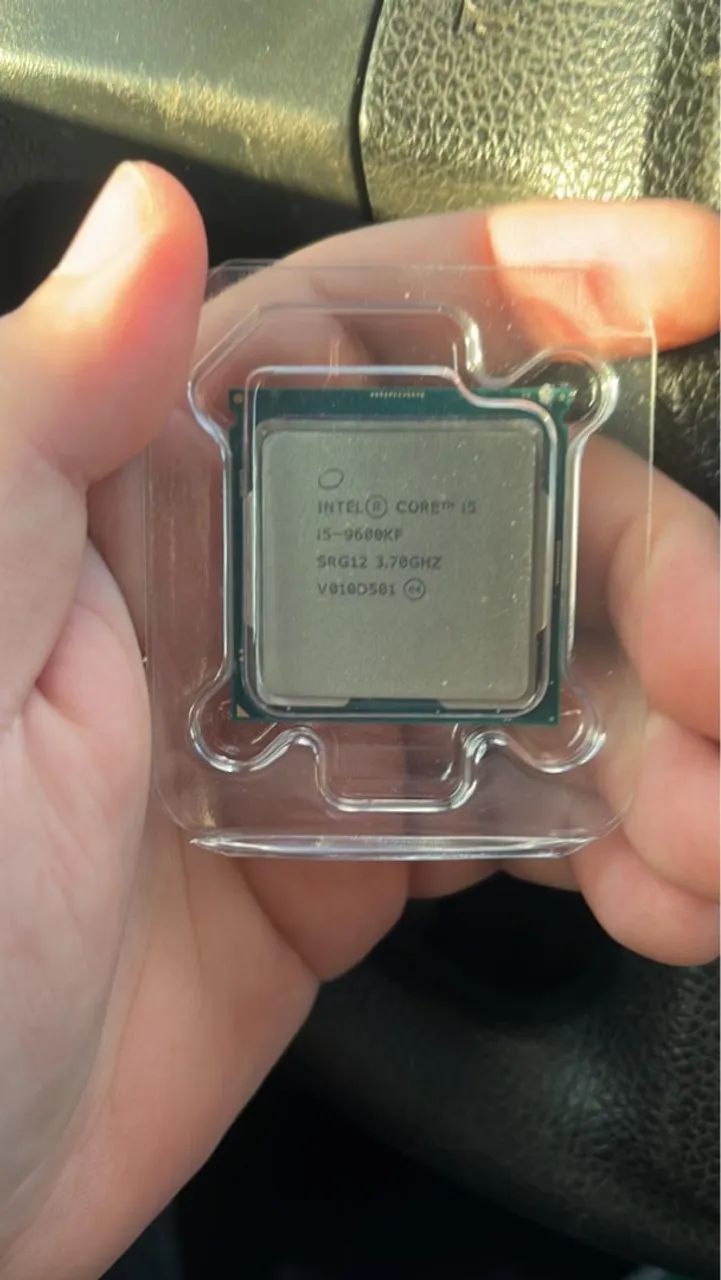 INTEL® CORE™ i5
i5-9600KF
SRG12 3.70GHZ
V010D501 e4